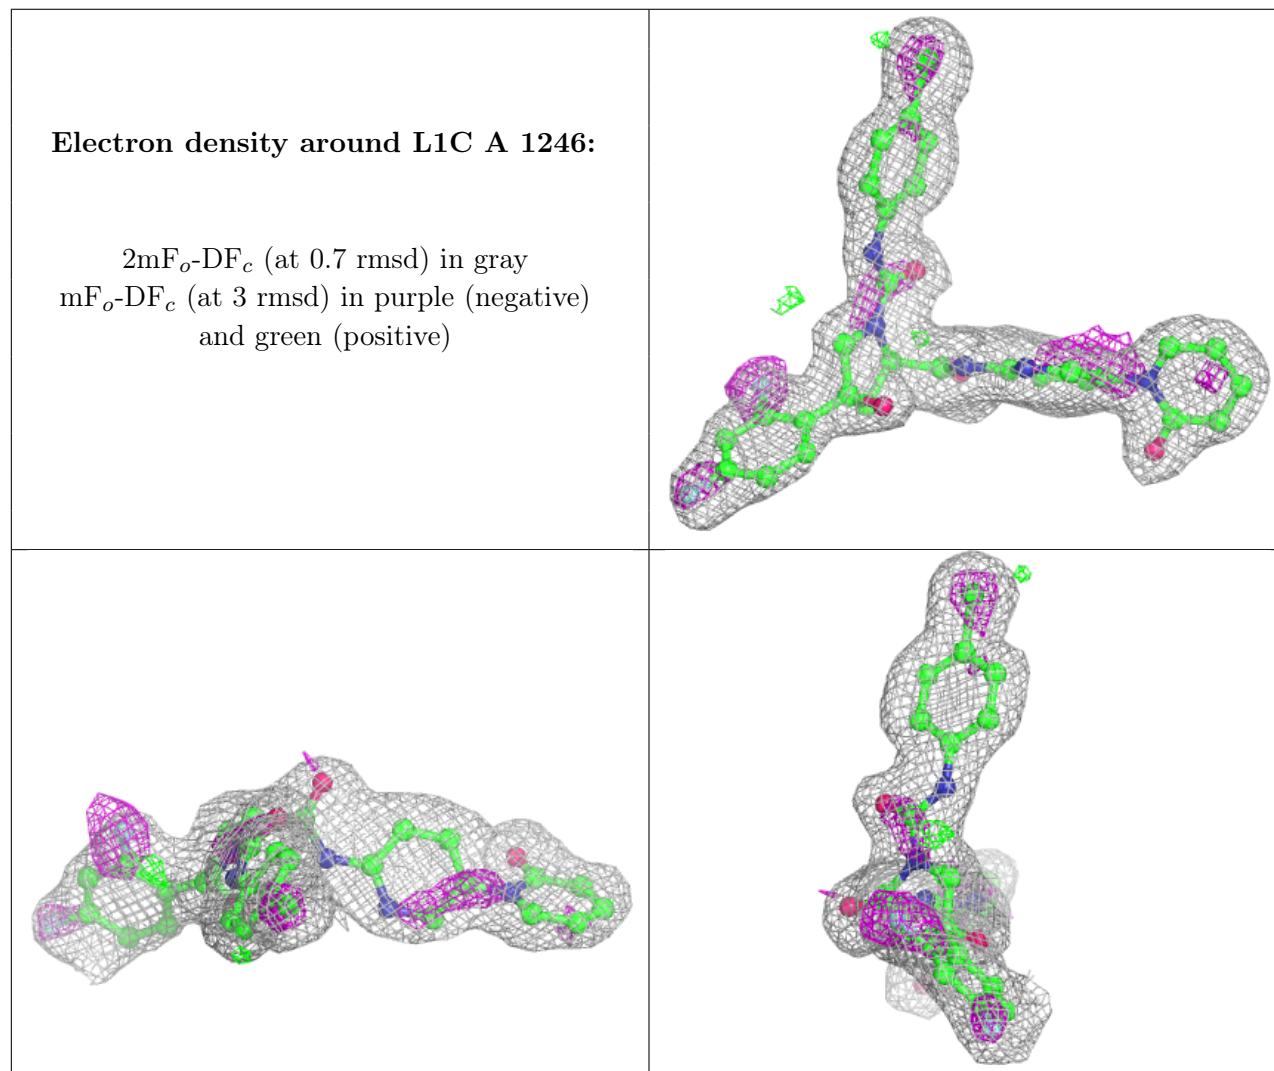 Electron density around L1C A 1246:
2mFo-DFc (at 0.7 rmsd) in gray
mFo-DFc (at 3 rmsd) in purple (negative)
and green (positive)